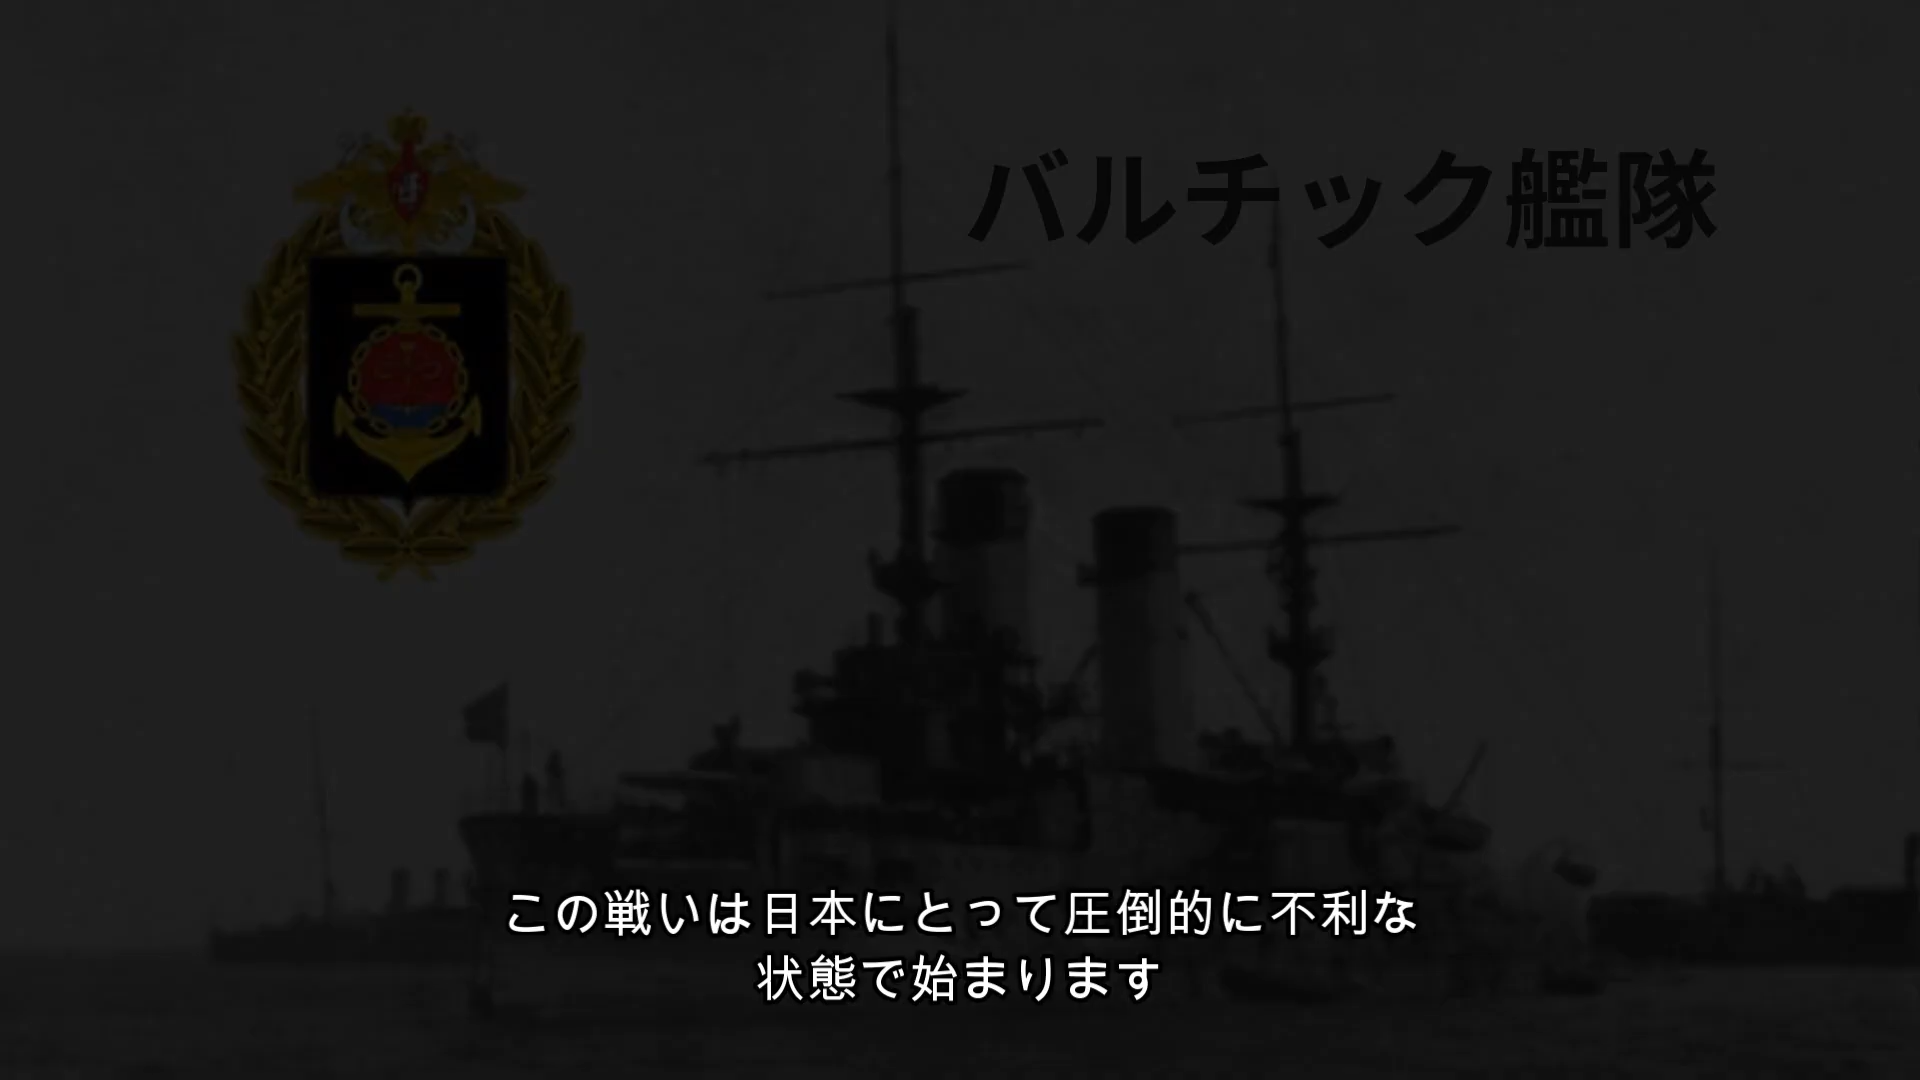 バルチック艦隊
この戦いは日本にとって圧倒的に不利な
状態で始まります